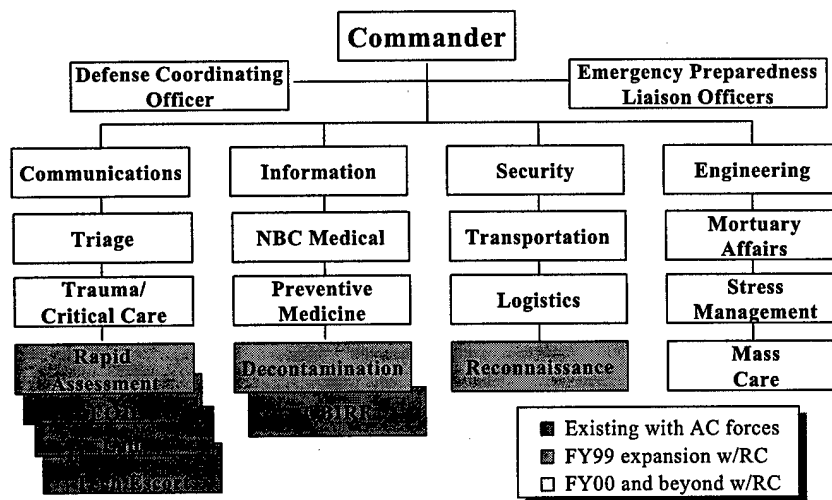 Commander
Defense Coordinating
Officer
Emergency Preparedness
Liaison Officers
Communications
Information
Security
Engineering
Triage
NBC Medical
Transportation
Mortuary
Affairs
Trauma/
Critical Care
Preventive
Medicine
Logistics
Stress
Management
Rapid
Assessment
Decontamination
Reconnaissance
Mass
Care
CBIRF
Existing with AC forces
FY99 expansion w/RC
FY00 and beyond w/RC